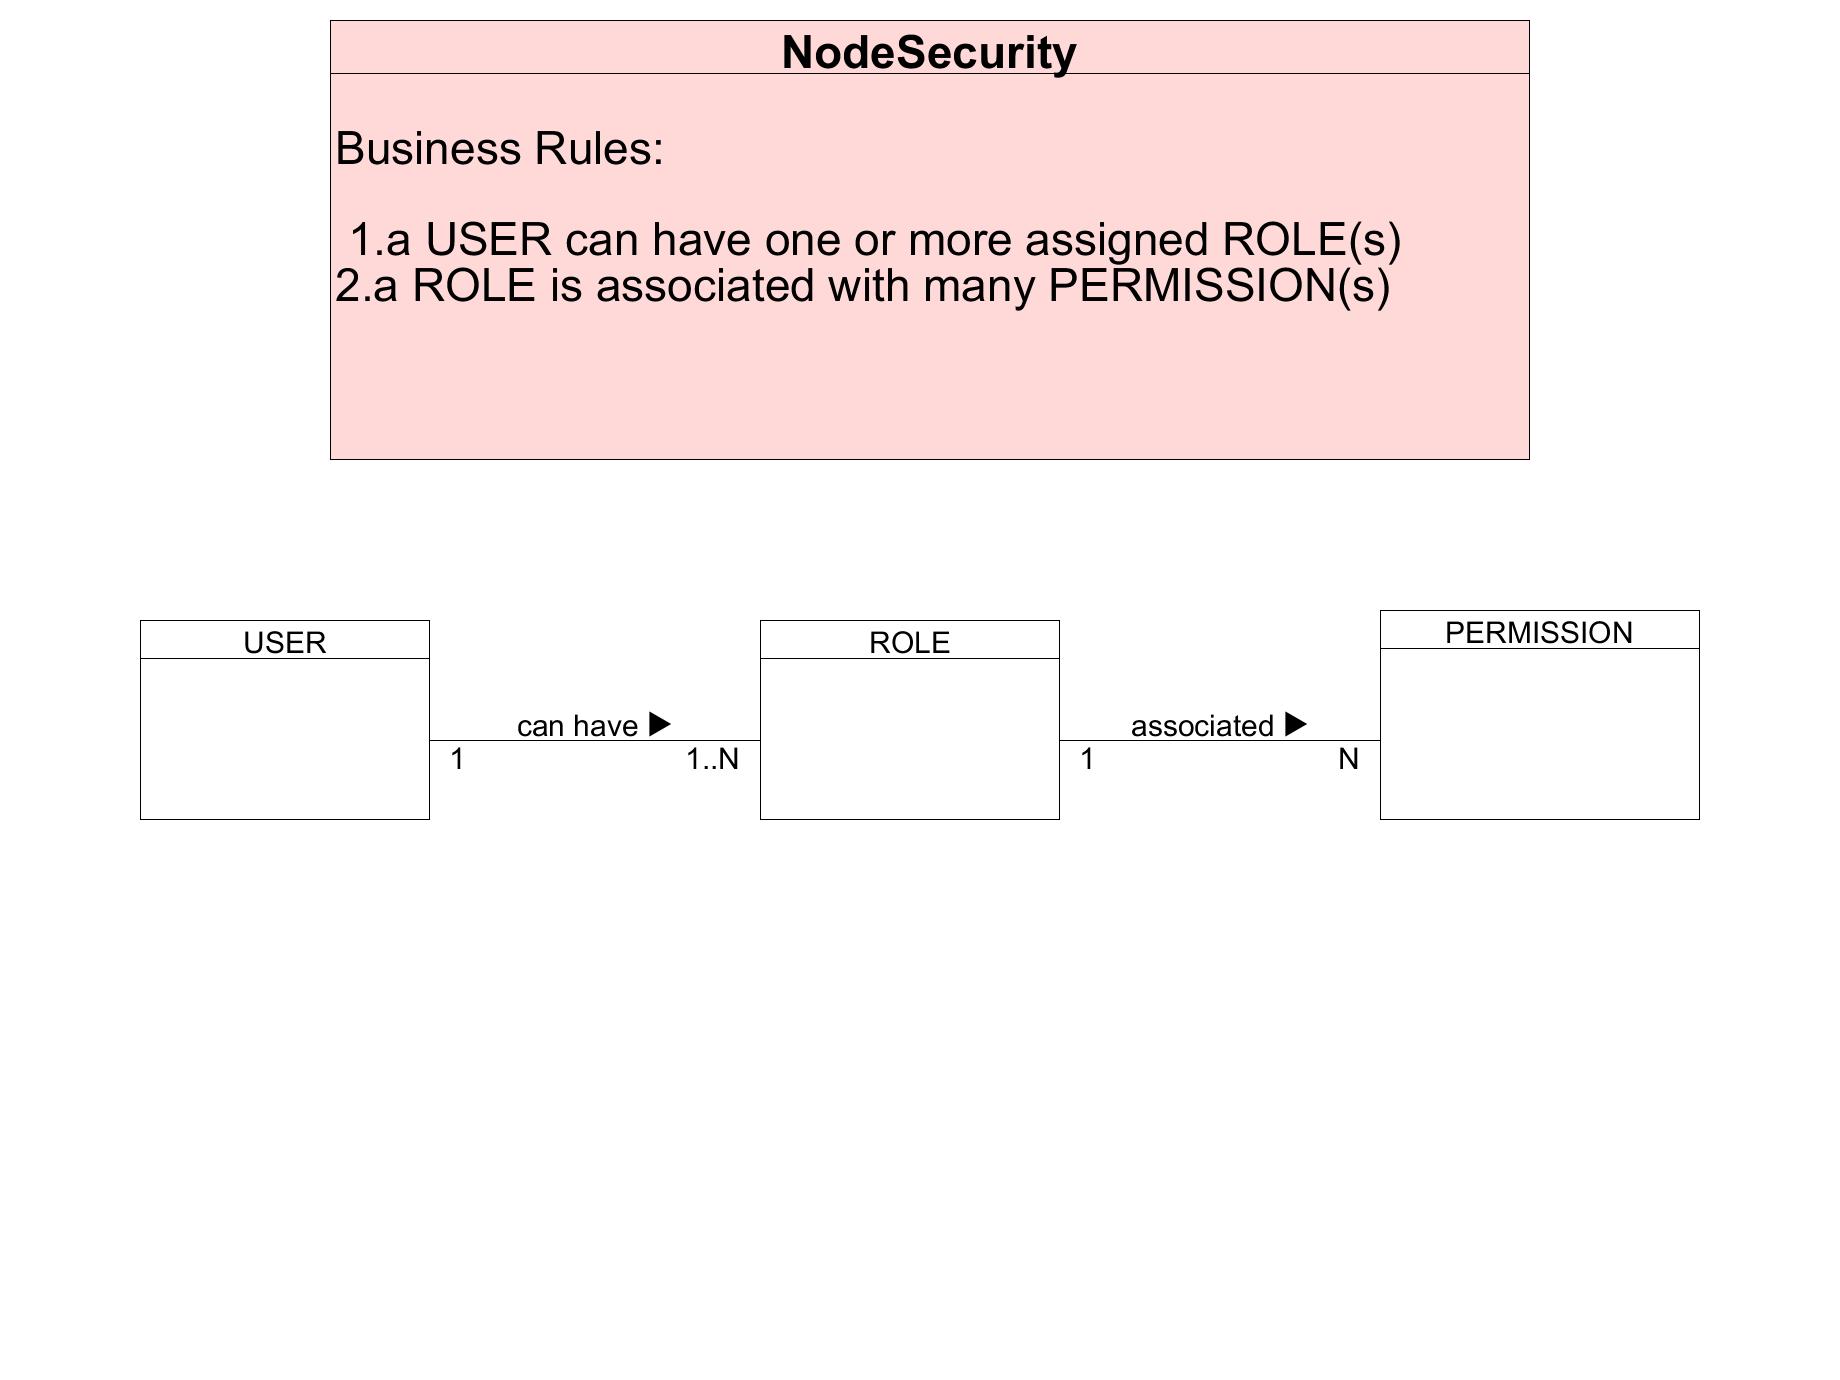 NodeSecurity
Business Rules:
1.a USER can have one or more assigned ROLE(s)
2.a ROLE is associated with many PERMISSION(s)
USER
ROLE
PERMISSION
can have ▶
associated ▶
1
1..N
1
N